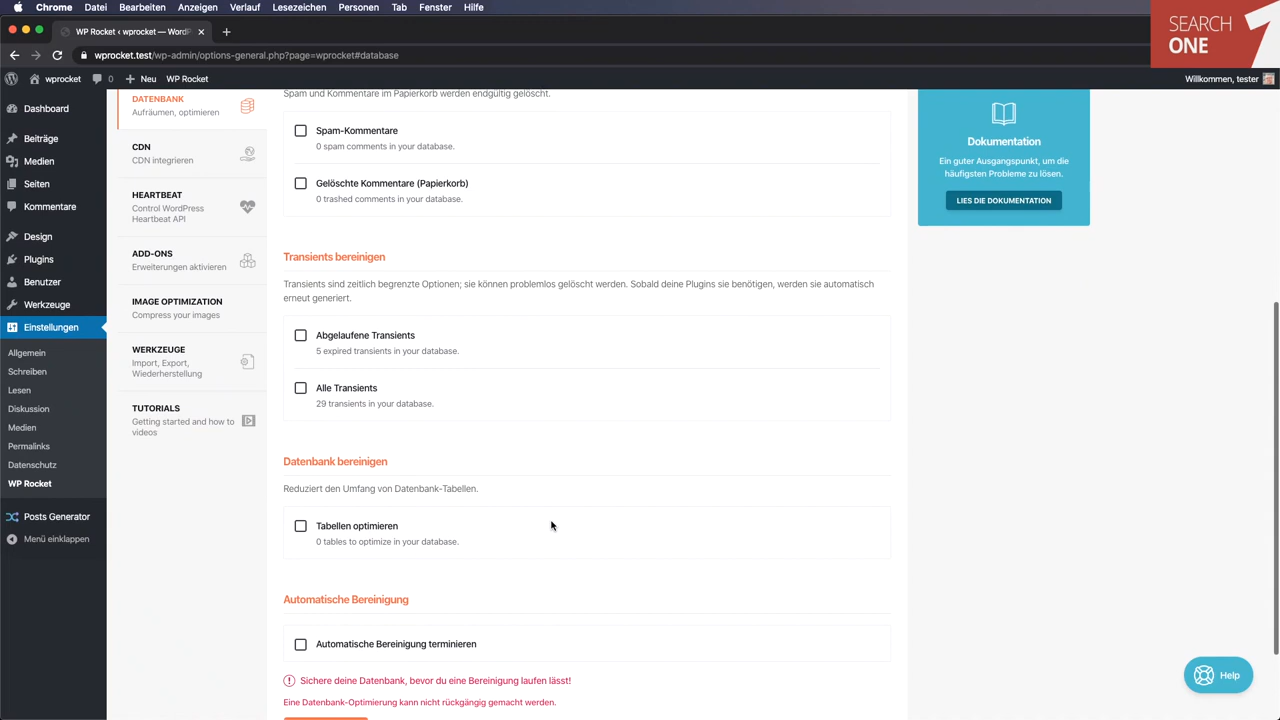 Chrome Ablage Bearbeiten Ansicht Verlauf Lesezeichen Personen Tab Fenster Hilfe
WP Rocket ‹ wprocket — WordP
wprocket.test/wp-admin/options-general.php?page=wprocket#database
SEARCH
ONE
wprocket 0 Neu WP Rocket
Willkommen, tester
Dashboard
Beiträge
Medien
Seiten
Kommentare
Design
Plugins
Benutzer
Werkzeuge
Einstellungen
Allgemein
Schreiben
Lesen
Diskussion
Medien
Permalinks
Datenschutz
WP Rocket
Posts Generator
Menü einklappen
DATENBANK
Aufräumen, optimieren
CDN
CDN integrieren
HEARTBEAT
Control WordPress
Heartbeat API
ADD-ONS
Erweiterungen aktivieren
IMAGE OPTIMIZATION
Compress your images
WERKZEUGE
Import, Export,
Wiederherstellung
TUTORIALS
Getting started and how to
videos
Spam und Kommentare im Papierkorb werden endgültig gelöscht.
Spam-Kommentare
0 spam comments in your database.
Gelöschte Kommentare (Papierkorb)
0 trashed comments in your database.
Transients bereinigen
Transients sind zeitlich begrenzte Optionen; sie können problemlos gelöscht werden. Sobald deine Plugins sie benötigen, werden sie automatisch
erneut generiert.
Abgelaufene Transients
5 expired transients in your database.
Alle Transients
29 transients in your database.
Datenbank bereinigen
Reduziert den Umfang von Datenbank-Tabellen.
Tabellen optimieren
0 tables to optimize in your database.
Automatische Bereinigung
Automatische Bereinigung terminieren
Sichere deine Datenbank, bevor du eine Bereinigung laufen lässt!
Eine Datenbank-Optimierung kann nicht rückgängig gemacht werden.
Dokumentation
Ein guter Ausgangspunkt, um die
häufigsten Probleme zu lösen.
LIES DIE DOKUMENTATION
Help